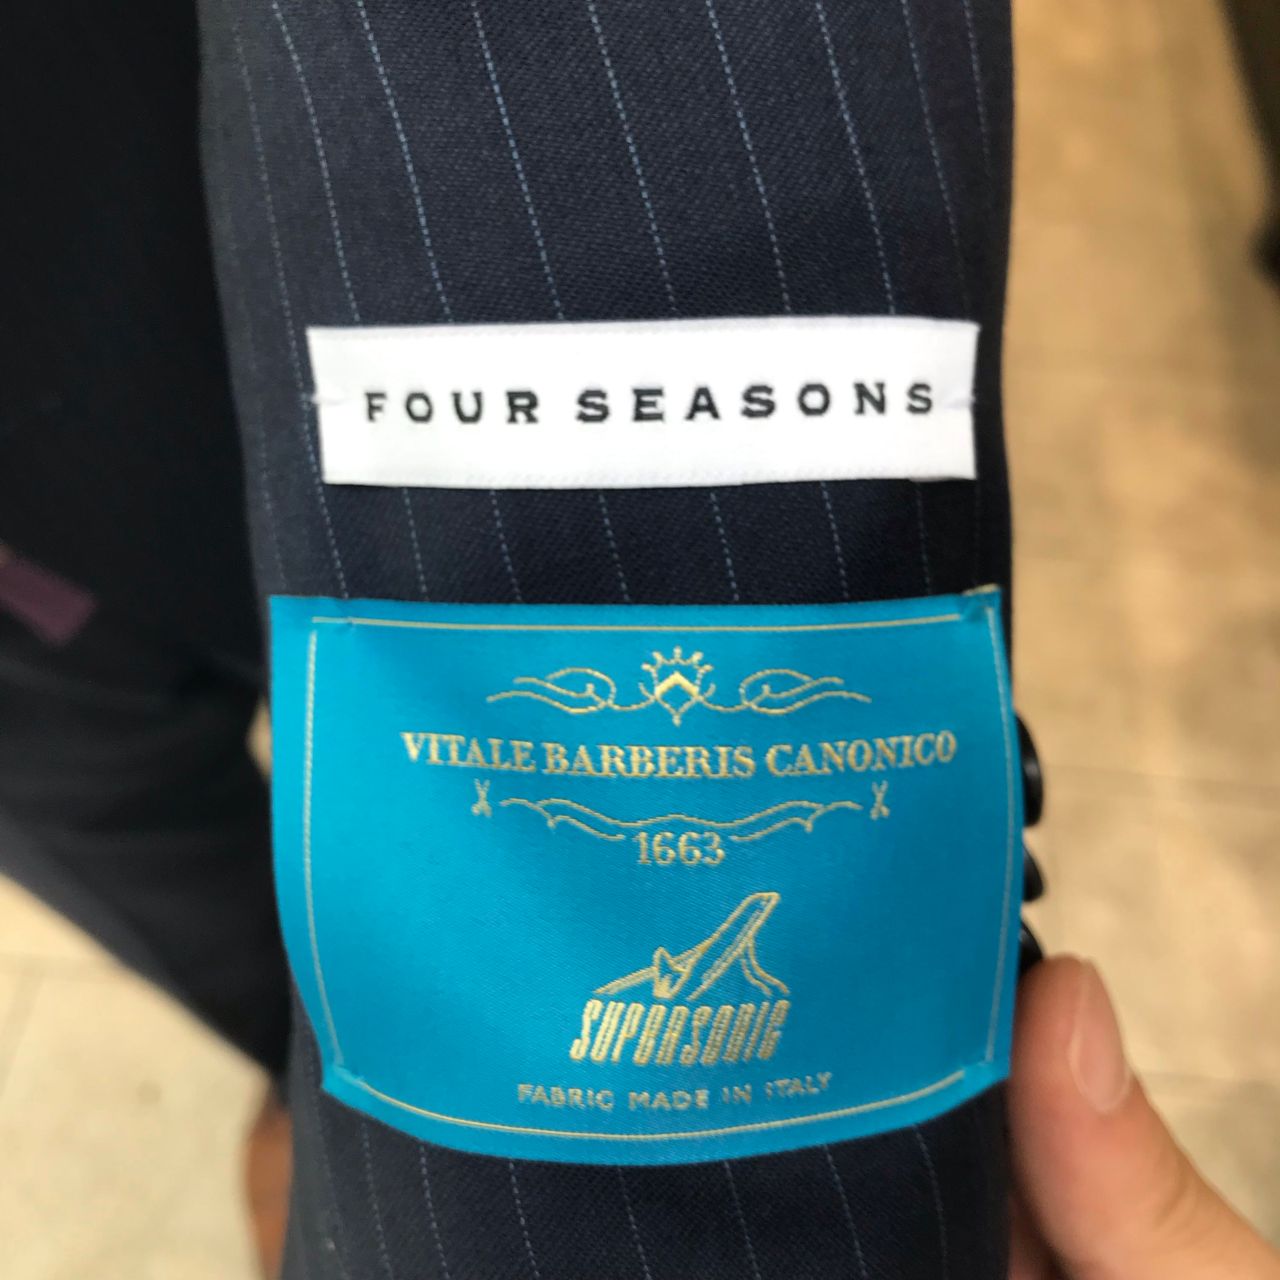 FOUR SEASONS
VITALE BARBERIS CANONICO
1663
SUPERSONIC
FABRIC MADE IN ITALY